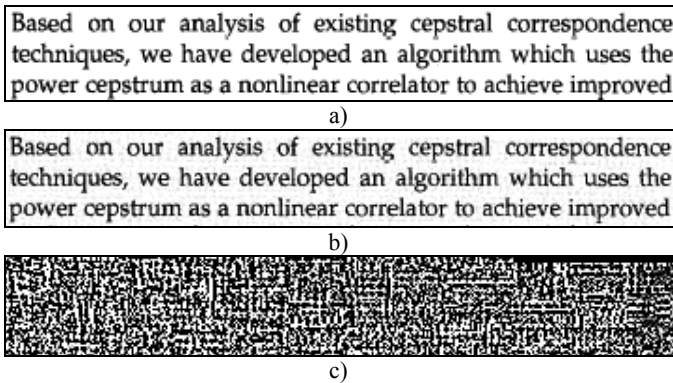 Based on our analysis of existing cepstral correspondence
techniques, we have developed an algorithm which uses the
power cepstrum as a nonlinear correlator to achieve improved
a)
Based on our analysis of existing cepstral correspondence
techniques, we have developed an algorithm which uses the
power cepstrum as a nonlinear correlator to achieve improved
b)
c)